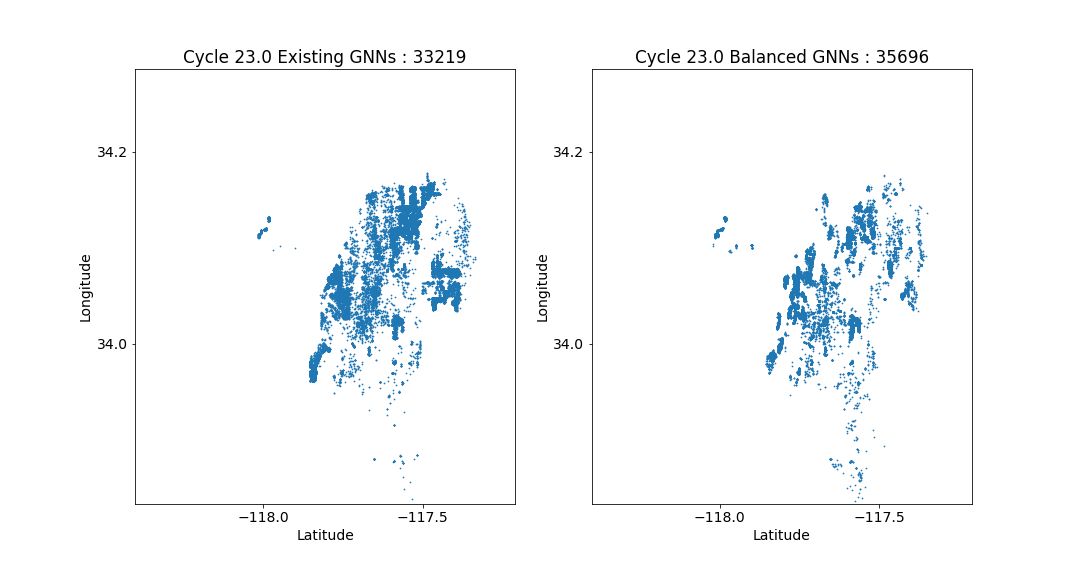 Cycle 23.0 Existing GNNs : 33219
34.2
34.0
Longitude
−118.0
−117.5
Latitude
Cycle 23.0 Balanced GNNs : 35696
34.2
34.0
Longitude
−118.0
−117.5
Latitude